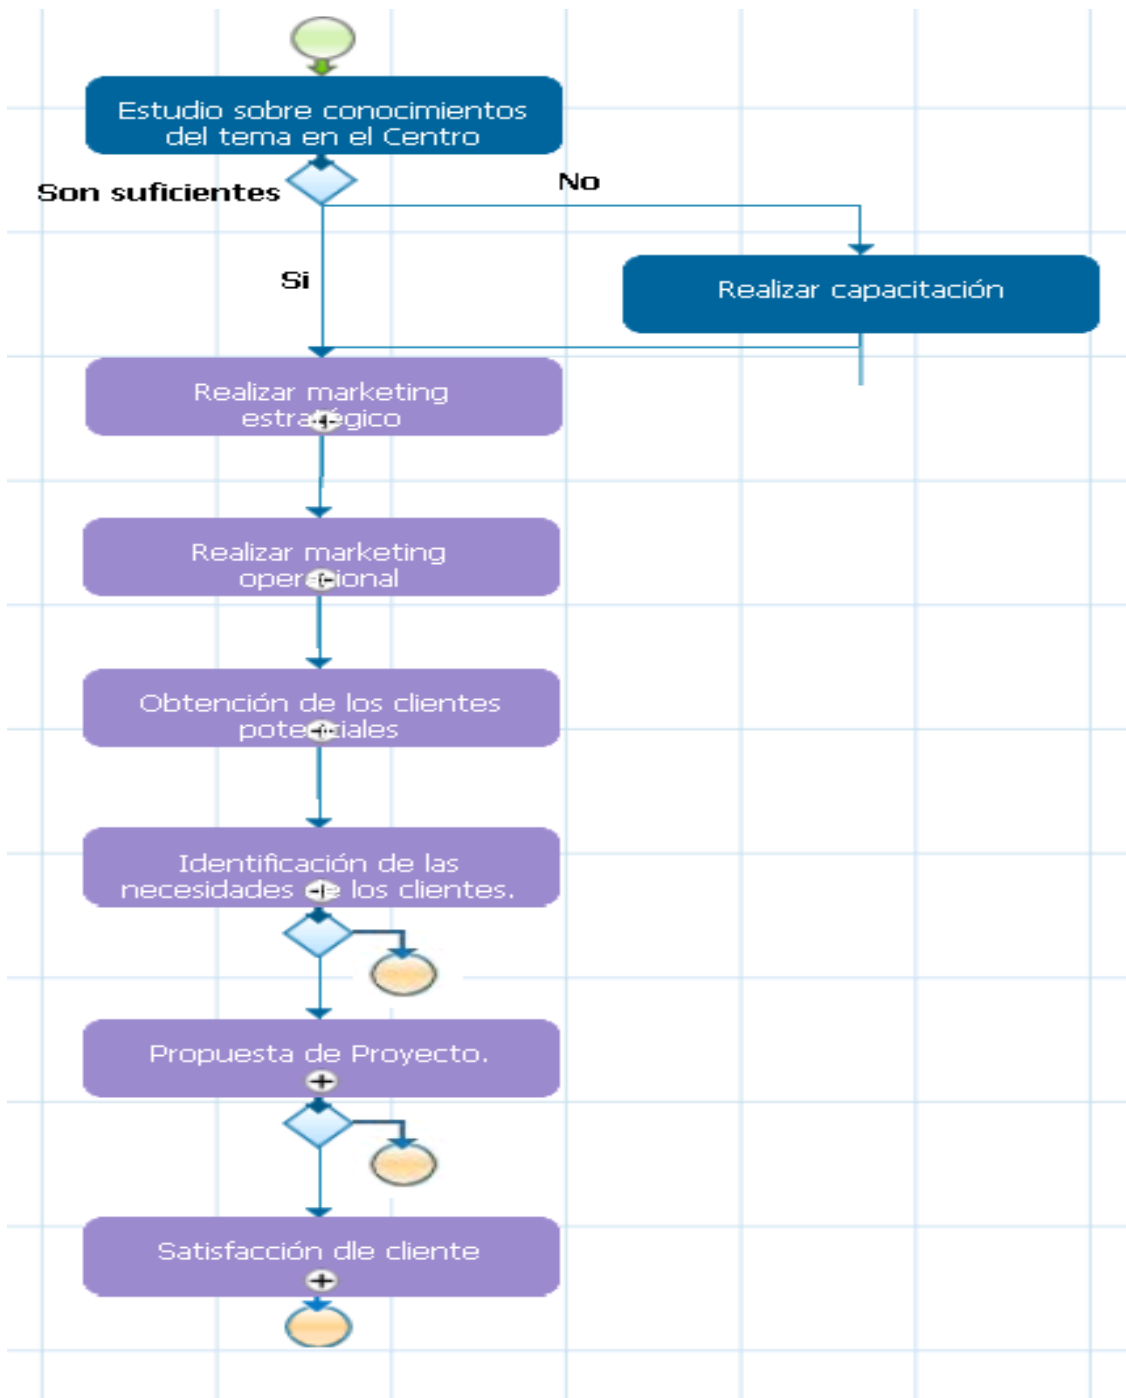 Estudio sobre conocimientos
del tema en el Centro
Son suficientes
No
Si
Realizar capacitación
Realizar marketing
estratégico
Realizar marketing
operacional
Obtención de los clientes
potenciales
Identificación de las
necesidades de los clientes.
Propuesta de Proyecto.
Satisfacción dle cliente